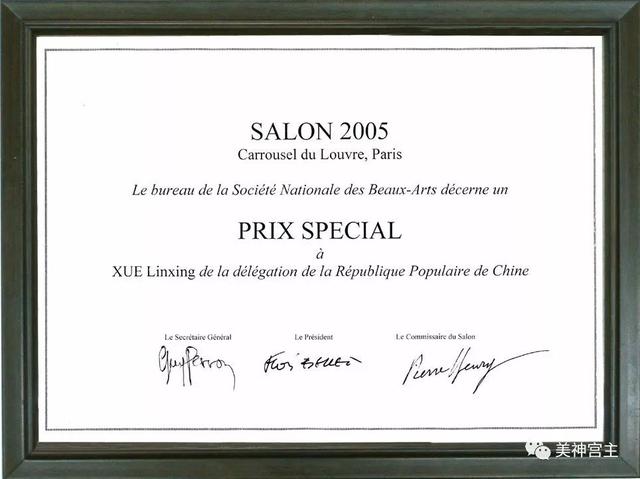 SALON 2005
Carrousel du Louvre, Paris
Le bureau de la Société Nationale des Beaux-Arts décerne un
PRIX SPECIAL
à
XUE Linxing de la délégation de la République Populaire de Chine
Le Secrétaire Général Le Président Le Commissaire du Salon
Pierre Henry
美神宫主